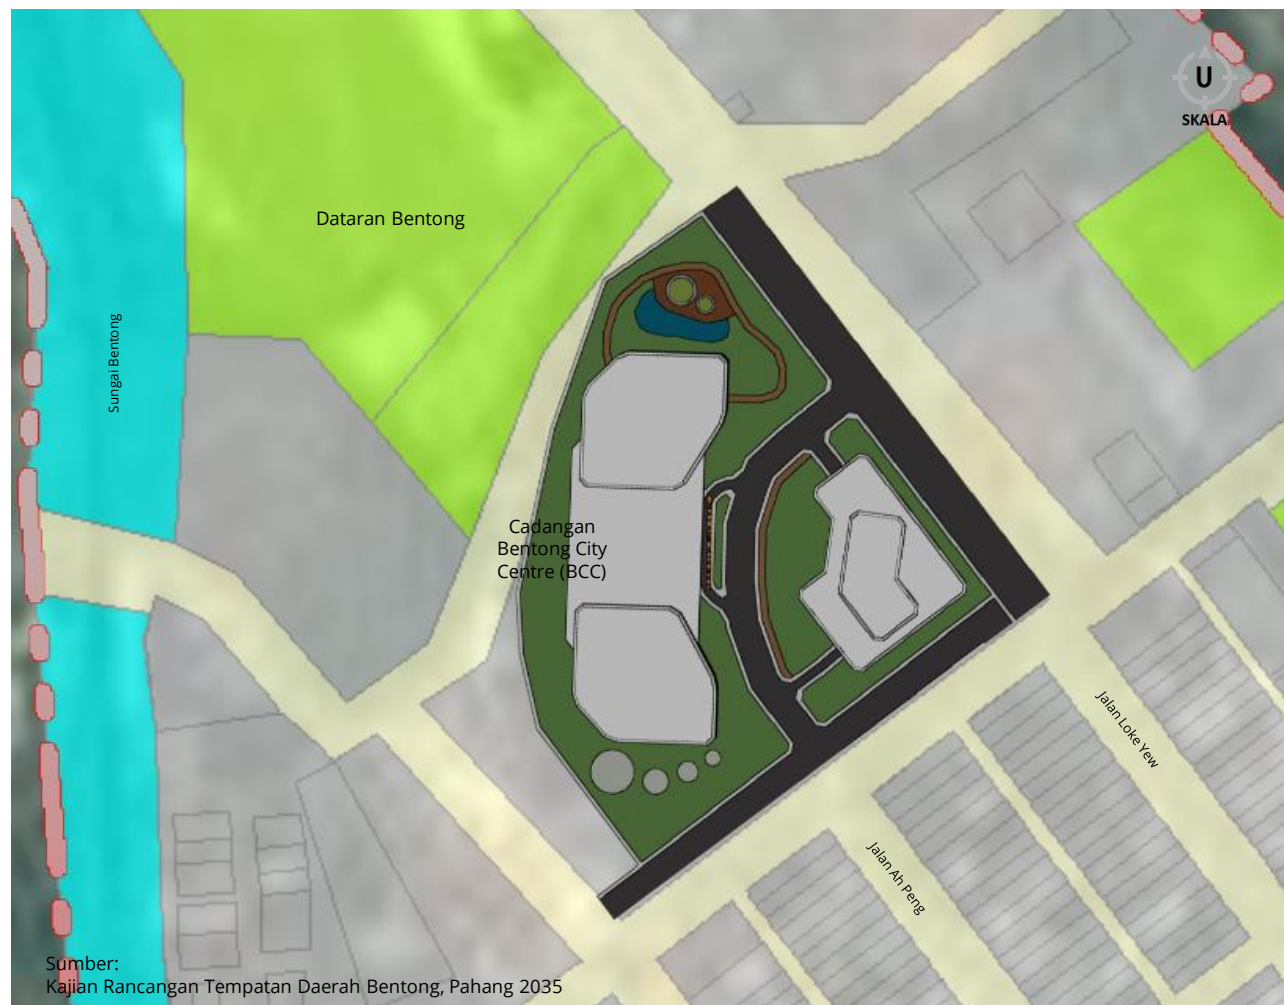 U
SKALA
Dataran Bentong
Sungai Bentong
Cadangan
Bentong City
Centre (BCC)
Jalan Loke Yew
Jalan Ah Peng
Sumber:
Kajian Rancangan Tempatan Daerah Bentong, Pahang 2035